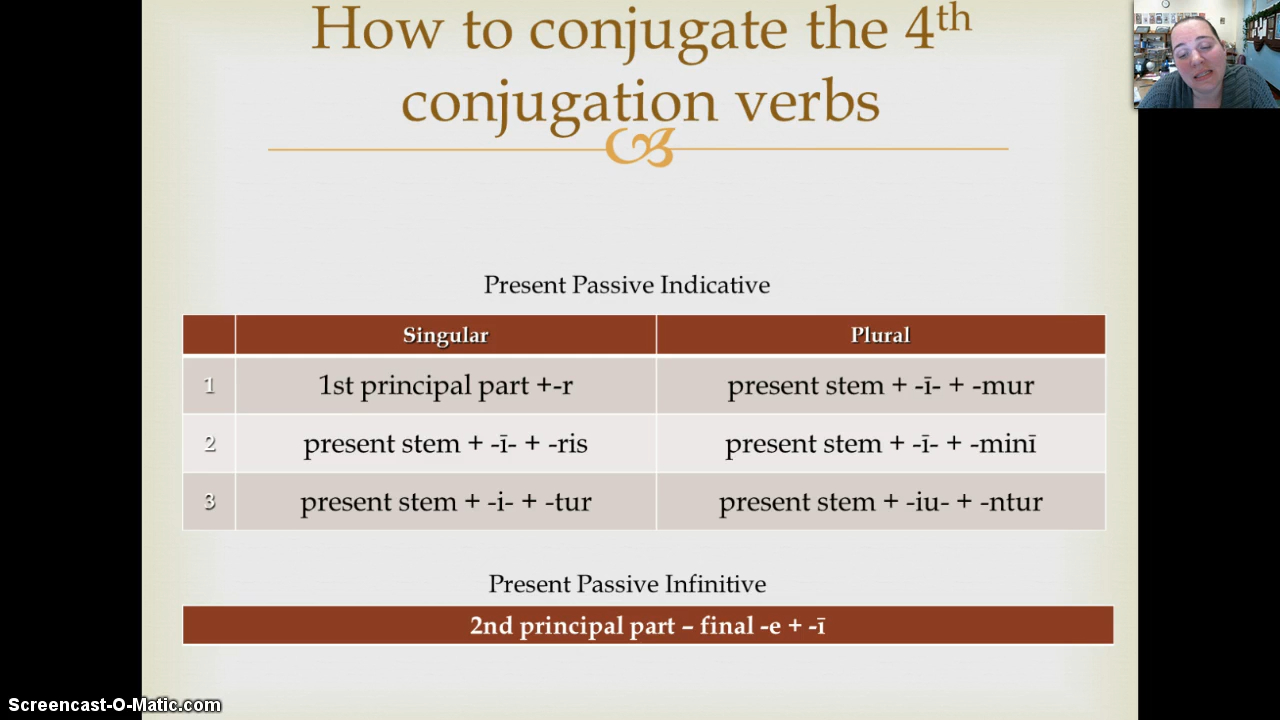 How to conjugate the 4th
conjugation verbs
Present Passive Indicative
Singular Plural
1 1st principal part +-r present stem + -ī- + -mur
2 present stem + -ī- + -ris present stem + -ī- + -minī
3 present stem + -i- + -tur present stem + -iu- + -ntur
Present Passive Infinitive
2nd principal part – final -e + -ī
Screencast-O-Matic.com